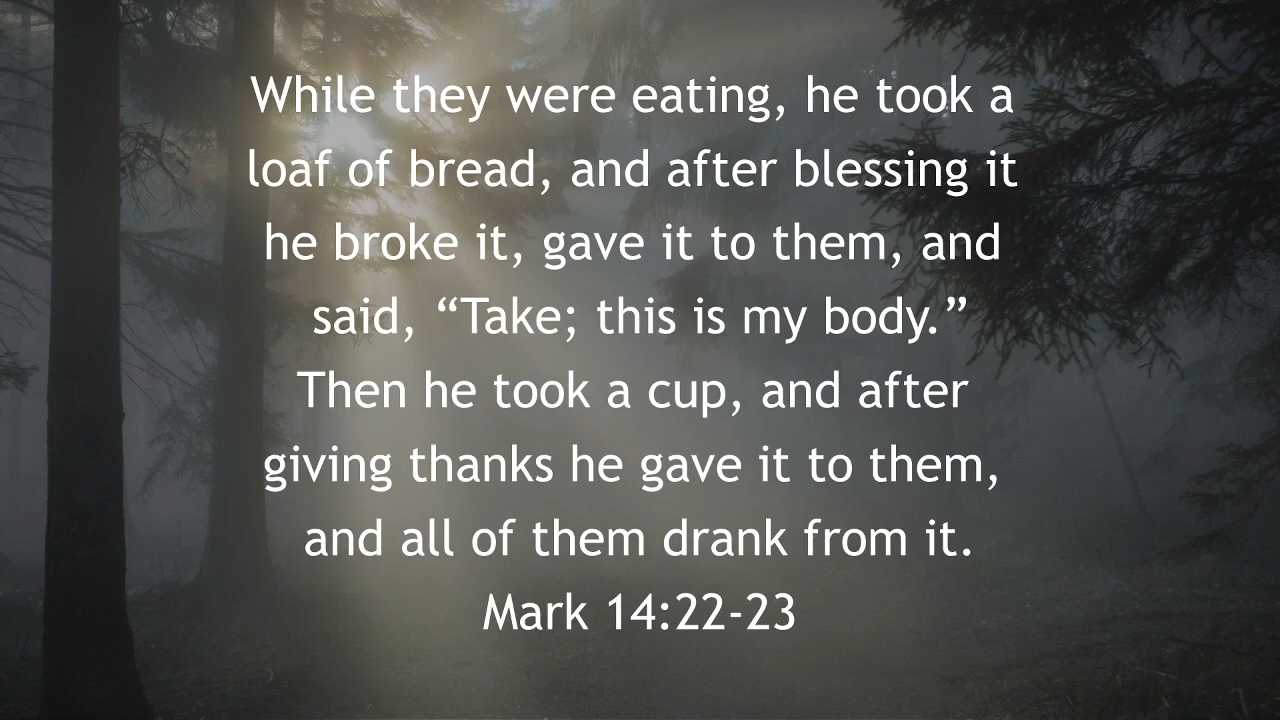 While they were eating, he took a
loaf of bread, and after blessing it
he broke it, gave it to them, and
said, “Take; this is my body.”
Then he took a cup, and after
giving thanks he gave it to them,
and all of them drank from it.
Mark 14:22-23